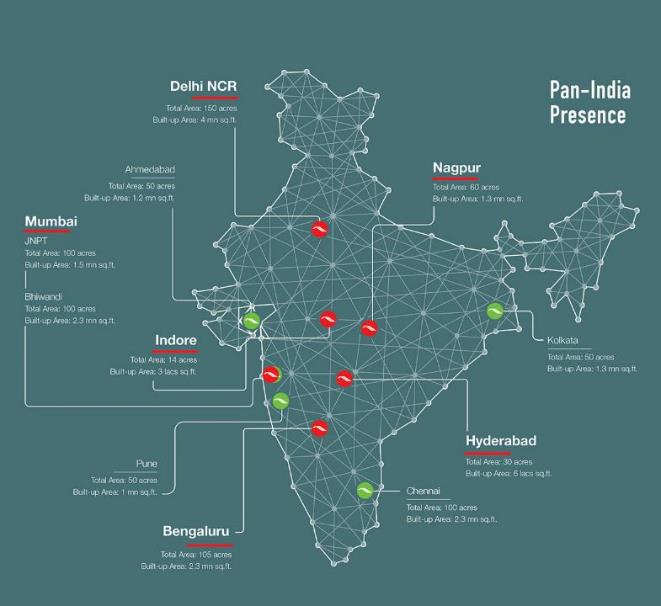 Pan-India
Presence
Delhi NCR
Total Area: 150 acres
Built-up Area: 4 mn sq.ft.
Ahmedabad
Total Area: 50 acres
Built-up Area: 1.2 mn sq.ft.
Nagpur
Total Area: 60 acres
Built-up Area: 1.3 mn sq.ft.
Mumbai
JNPT
Total Area: 100 acres
Built-up Area: 1.5 mn sq.ft.
Bhiwandi
Total Area: 100 acres
Built-up Area: 2.3 mn sq.ft.
Indore
Total Area: 14 acres
Built-up Area: 3 lacs sq.ft.
Kolkata
Total Area: 50 acres
Built-up Area: 1.3 mn sq.ft.
Hyderabad
Total Area: 30 acres
Built-up Area: 6 lacs sq.ft.
Pune
Total Area: 50 acres
Built-up Area: 1 mn sq.ft.
Chennai
Total Area: 100 acres
Built-up Area: 2.3 mn sq.ft.
Bengaluru
Total Area: 105 acres
Built-up Area: 2.3 mn sq.ft.